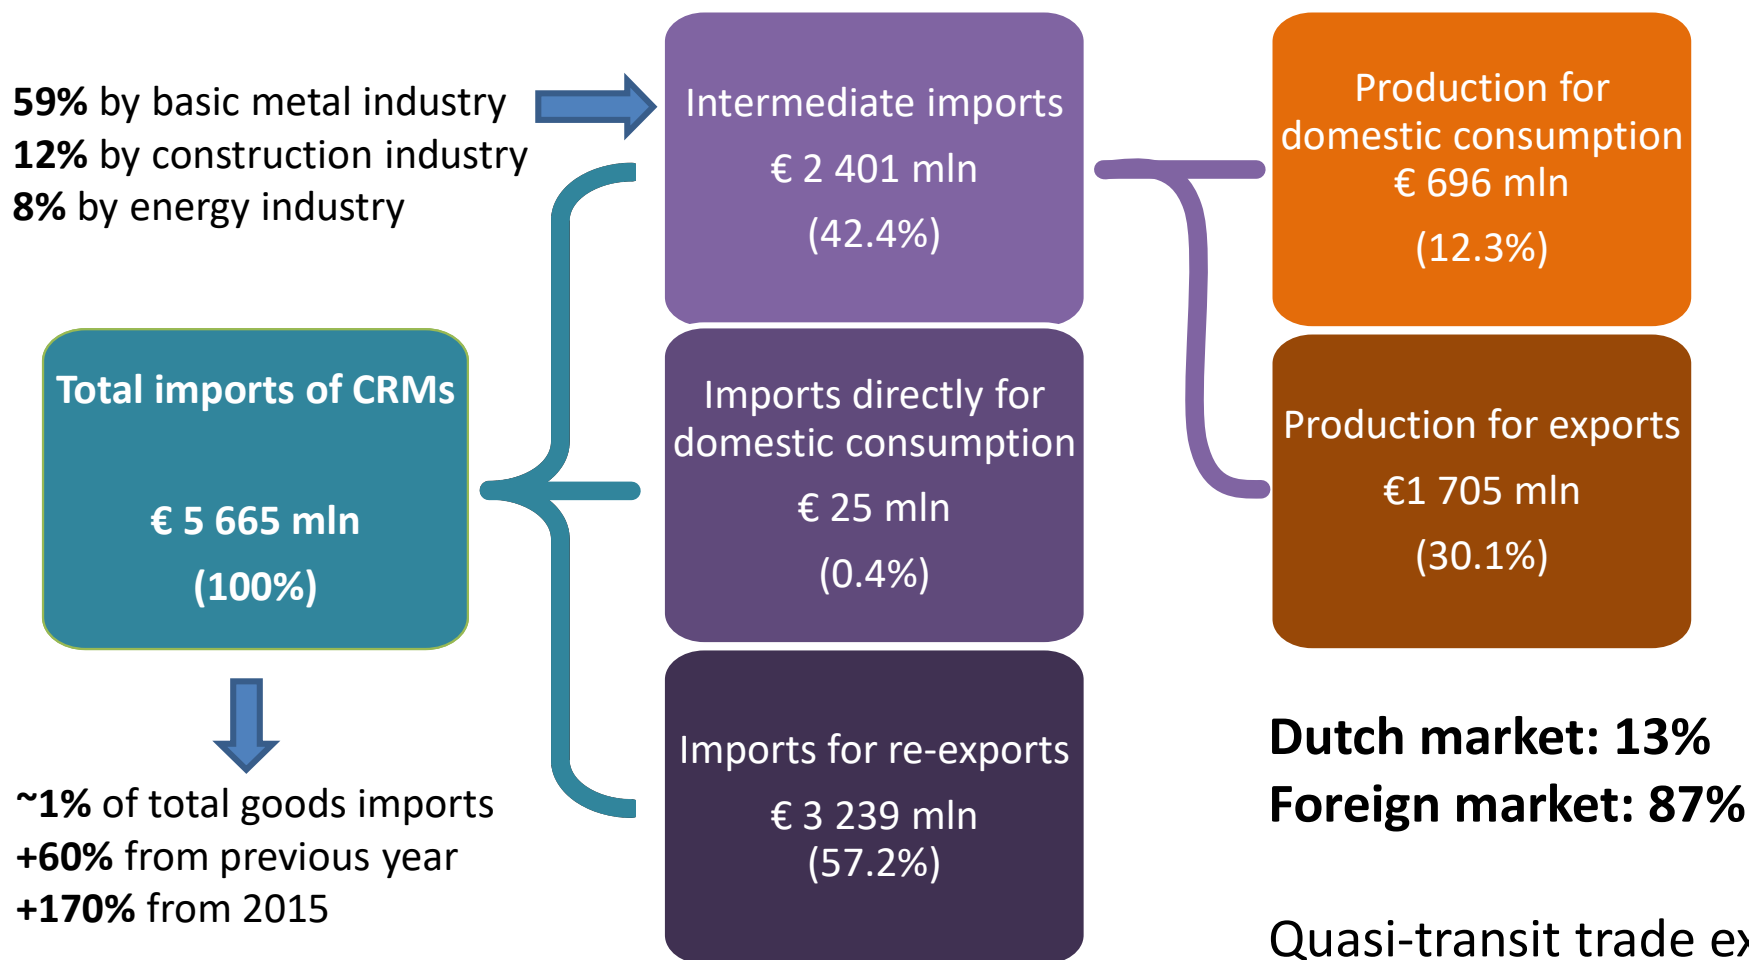 59% by basic metal industry
12% by construction industry
8% by energy industry
Total imports of CRMs
€ 5 665 mln
(100%)
~1% of total goods imports
+60% from previous year
+170% from 2015
Intermediate imports
€ 2 401 mln
(42.4%)
Imports directly for
domestic consumption
€ 25 mln
(0.4%)
Imports for re-exports
€ 3 239 mln
(57.2%)
Production for
domestic consumption
€ 696 mln
(12.3%)
Production for exports
€1 705 mln
(30.1%)
Dutch market: 13%
Foreign market: 87%
Quasi-transit trade